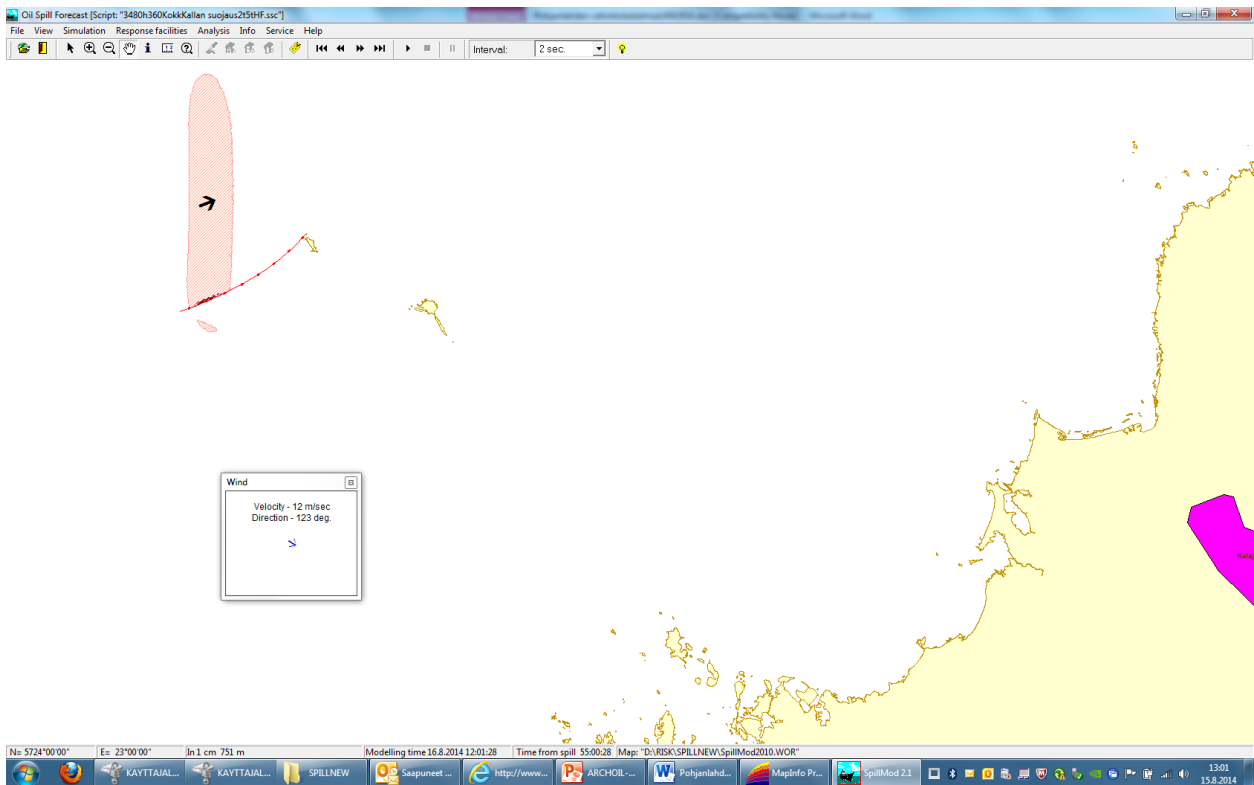 Oil Spill Forecast [Script: "3480h360KokkKallan suojaus2t5tHF.ssc"]
File View Simulation Response facilities Analysis Info Service Help
Interval: 2 sec.
Wind
Velocity - 12 m/sec
Direction - 123 deg.
N= 5724°00'00" E= 23°00'00" In 1 cm 751 m Modelling time 16.8.2014 12:01:28 Time from spill 55:00:28 Map: "D:\RISK\SPILLNEW\SpillMod2010.WOR"
KAYTTAJAL... KAYTTAJAL... SPILLNEW Saapuneet ... http://www... ARCHOIL-... Pohjanlahd... MapInfo Pr... SpillMod 2.1 13:01
15.8.2014